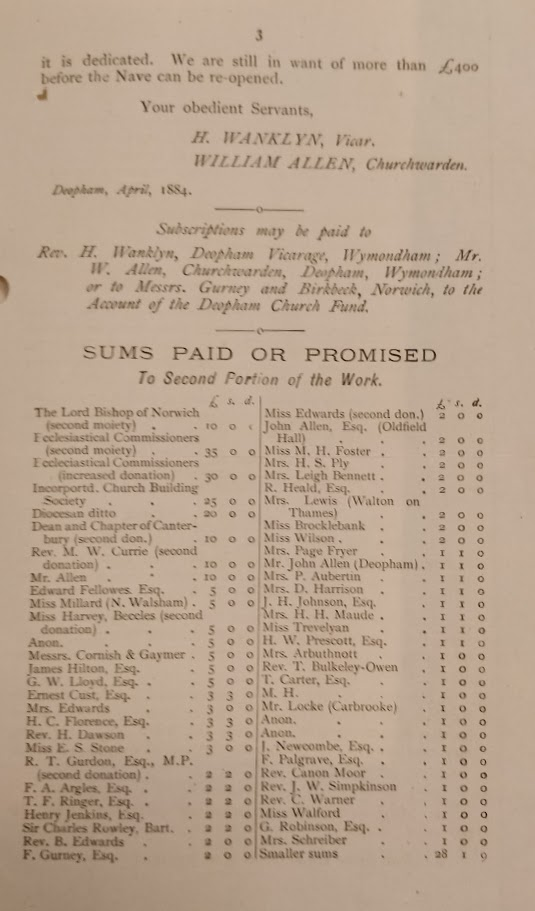 3
it is dedicated. We are still in want of more than £400
before the Nave can be re-opened.
Your obedient Servants,
H. WANKLYN, Vicar.
WILLIAM ALLEN, Churchwarden.
Deopham, April, 1884.
Subscriptions may be paid to
Rev. H. Wanklyn, Deopham Vicarage, Wymondham; Mr.
W. Allen, Churchwarden, Deopham, Wymondham;
or to Messrs. Gurney and Birkbeck, Norwich, to the
Account of the Deopham Church Fund.
SUMS PAID OR PROMISED
To Second Portion of the Work.
£ s. d.
The Lord Bishop of Norwich
(second moiety) . . 10 0
Ecclesiastical Commissioners
(second moiety) . . 35 0 0
Ecclesiastical Commissioners
(increased donation) . 30 0 0
Incorportd. Church Building
Society . . . 25 0 0
Diocesan ditto . . 20 0 0
Dean and Chapter of Canter-
bury (second don.) . 10 0 0
Rev. M. W. Currie (second
donation) . . . 10 0 0
Mr. Allen . . . 10 0 0
Edward Fellowes. Esq. . 5 0 0
Miss Millard (N. Walsham) . 5 0 0
Miss Harvey, Beccles (second
donation) . . . 5 0 0
Anon. . . . 5 0 0
Messrs. Cornish & Gaymer . 5 0 0
James Hilton, Esq. . 5 0 0
G. W. Lloyd, Esq. . . 5 0 0
Ernest Cust, Esq. . . 3 3 0
Mrs. Edwards . . 3 0 0
H. C. Florence, Esq. . 3 3 0
Rev. H. Dawson . . 3 3 0
Miss E. S. Stone . . 3 0 0
R. T. Gurdon, Esq., M.P.
(second donation) . . 2 2 0
F. A. Argles, Esq. . . 2 2 0
T. F. Ringer, Esq. . . 2 2 0
Henry Jenkins, Esq. . 2 2 0
Sir Charles Rowley, Bart. . 2 2 0
Rev. B. Edwards . . 2 0 0
F. Gurney, Esq. . . 2 0 0
£ s. d.
Miss Edwards (second don.) 2 0 0
John Allen, Esq. (Oldfield
Hall) . . . 2 0 0
Miss M. H. Foster . . 2 0 0
Mrs. H. S. Ply . . 2 0 0
Mrs. Leigh Bennett . . 2 0 0
R. Heald, Esq. . . 2 0 0
Mrs. Lewis (Walton on
Thames) . . . 2 0 0
Miss Brocklebank . . 2 0 0
Miss Wilson . . . 2 0 0
Mrs. Page Fryer . . 1 1 0
Mr. John Allen (Deopham) . 1 1 0
Mrs. P. Aubertin . . 1 1 0
Mrs. D. Harrison . . 1 1 0
J. H. Johnson, Esq. . 1 1 0
Mrs. H. H. Maude . . 1 1 0
Miss Trevelyan . . 1 1 0
H. W. Prescott, Esq. . 1 1 0
Mrs. Arbuthnott . . 1 0 0
Rev. T. Bulkeley-Owen . 1 0 0
T. Carter, Esq. . . 1 0 0
M. H. . . . 1 0 0
Mr. Locke (Carbrooke) . 1 0 0
Anon. . . . 1 0 0
Anon. . . . 1 0 0
J. Newcombe, Esq. . . 1 0 0
F. Palgrave, Esq. . . 1 0 0
Rev. Canon Moor . . 1 0 0
Rev. J. W. Simpkinson . 1 0 0
Rev. C. Warner . . 1 0 0
Miss Walford . . 1 0 0
G. Robinson, Esq. . . 1 0 0
Mrs. Schreiber . . 1 0 0
Smaller sums . . 28 1 9